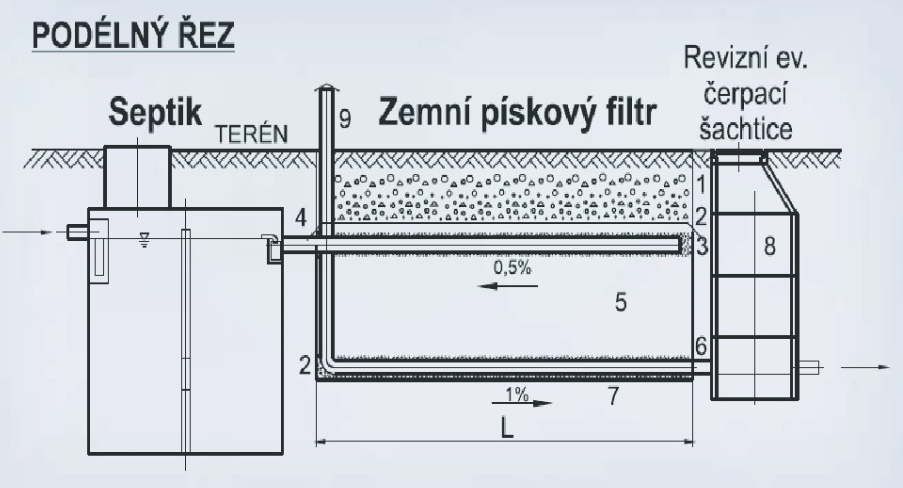 PODÉLNÝ ŘEZ
Revizní ev.
čerpací
šachtice
Septik
TERÉN
9
Zemní pískový filtr
1
4
2
3
8
0,5%
5
6
2
1%
7
L